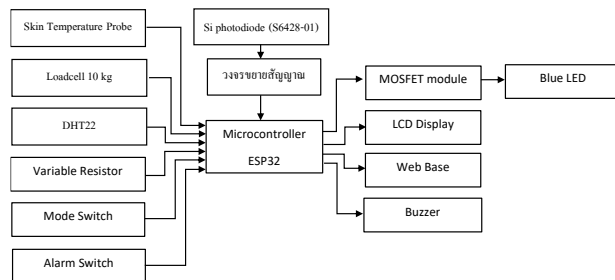 Skin Temperature Probe
Si photodiode (S6428-01)
Loadcell 10 kg
วงจรขยายสัญญาณ
MOSFET module
Blue LED
DHT22
Microcontroller
ESP32
LCD Display
Variable Resistor
Web Base
Mode Switch
Buzzer
Alarm Switch